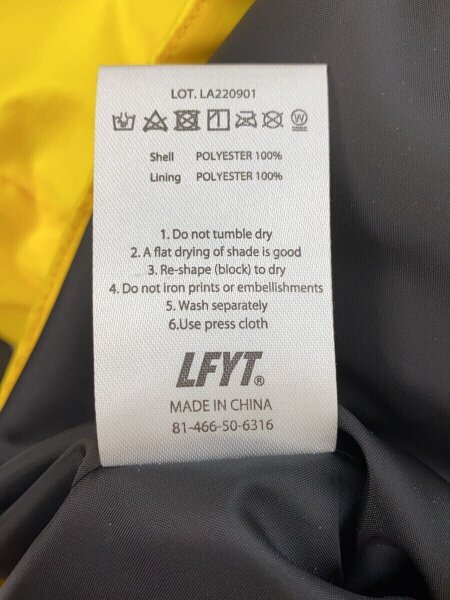 LOT. LA220901
Shell POLYESTER 100%
Lining POLYESTER 100%
1. Do not tumble dry
2. A flat drying of shade is good
3. Re-shape (block) to dry
4. Do not iron prints or embellishments
5. Wash separately
6.Use press cloth
LFYT.®
MADE IN CHINA
81-466-50-6316